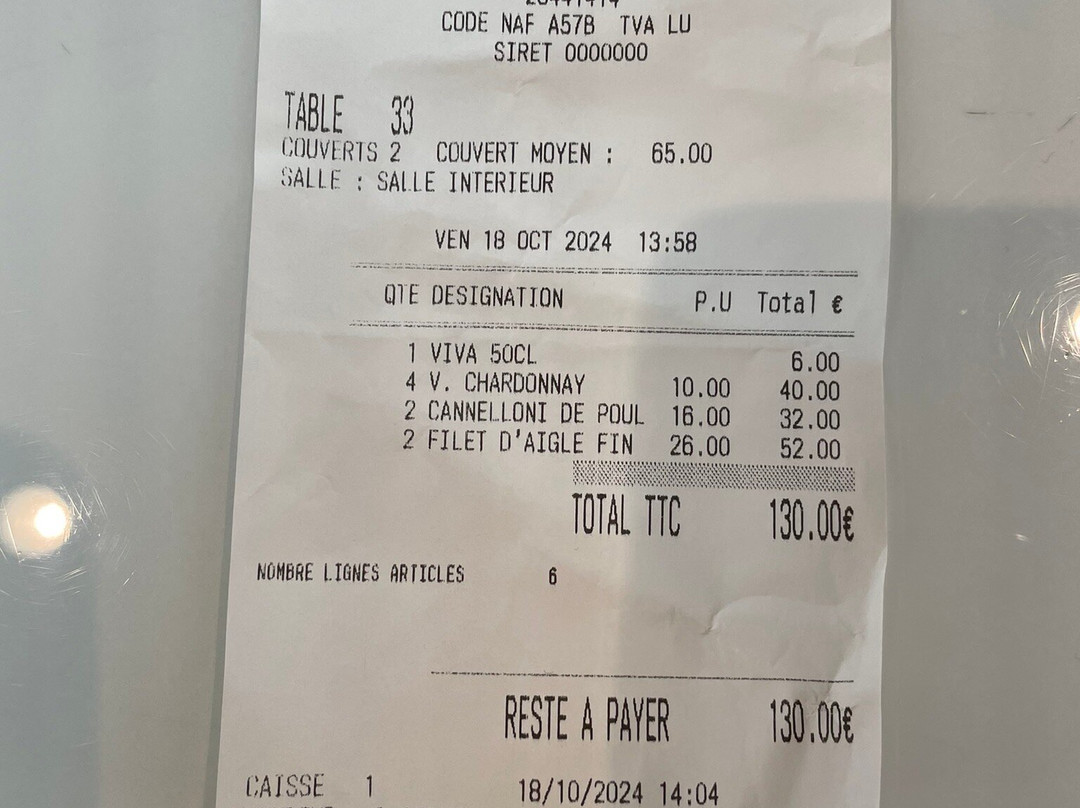 CODE NAF A57B TVA LU
SIRET 0000000
TABLE 33
COUVERTS 2 COUVERT MOYEN : 65.00
SALLE : SALLE INTERIEUR
VEN 18 OCT 2024 13:58
QTE DESIGNATION P.U Total €
1 VIVA 50CL 6.00
4 V. CHARDONNAY 10.00 40.00
2 CANNELLONI DE POUL 16.00 32.00
2 FILET D'AIGLE FIN 26.00 52.00
TOTAL TTC 130.00€
NOMBRE LIGNES ARTICLES 6
RESTE A PAYER 130.00€
CAISSE 1 18/10/2024 14:04